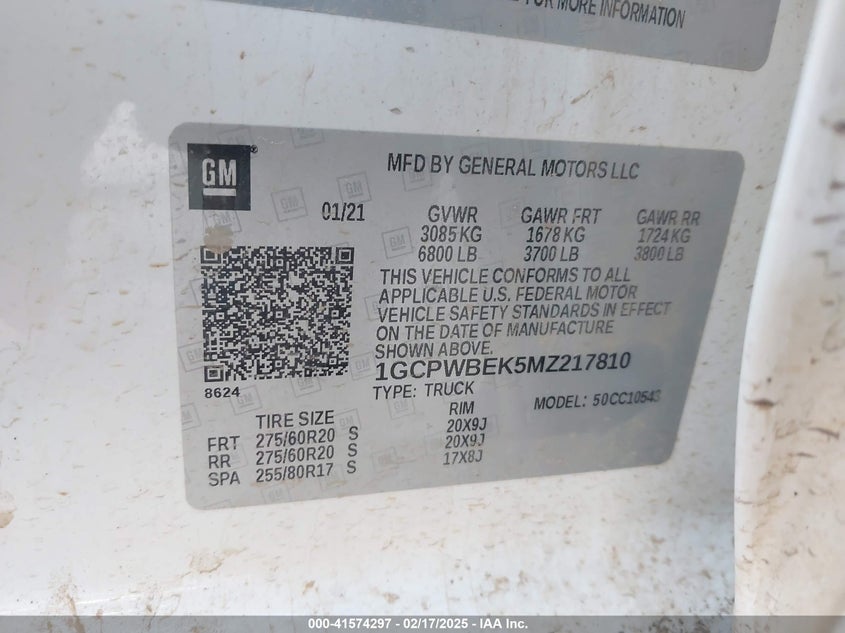 FOR MORE INFORMATION
GM
MFD BY GENERAL MOTORS LLC
01/21 GVWR GAWR FRT GAWR RR
3085 KG 1678 KG 1724 KG
6800 LB 3700 LB 3800 LB
THIS VEHICLE CONFORMS TO ALL
APPLICABLE U.S. FEDERAL MOTOR
VEHICLE SAFETY STANDARDS IN EFFECT
ON THE DATE OF MANUFACTURE
SHOWN ABOVE.
1GCPWBEK5MZ217810
8624
TYPE: TRUCK MODEL: 50CC10543
TIRE SIZE RIM
FRT 275/60R20 S 20X9J
RR 275/60R20 S 20X9J
SPA 255/80R17 S 17X8J
000-41574297 - 02/17/2025 - IAA Inc.